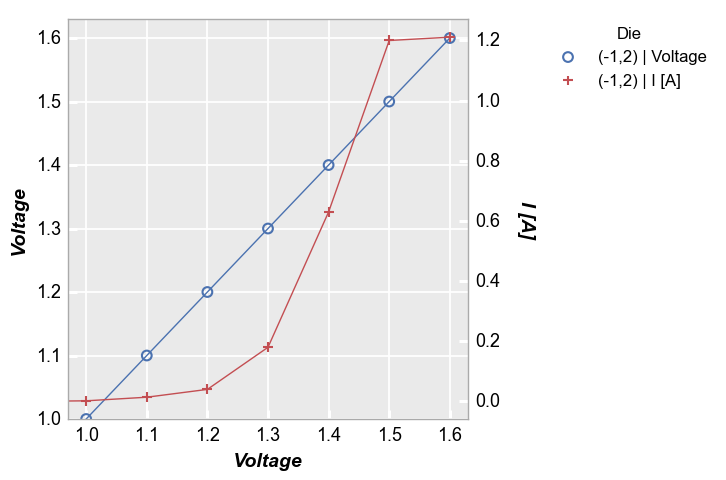 Die
(-1,2) | Voltage
(-1,2) | I [A]
1.6
1.5
1.4
1.3
1.2
1.1
1.0
Voltage
1.2
1.0
0.8
0.6
0.4
0.2
0.0
I [A]
1.0 1.1 1.2 1.3 1.4 1.5 1.6
Voltage